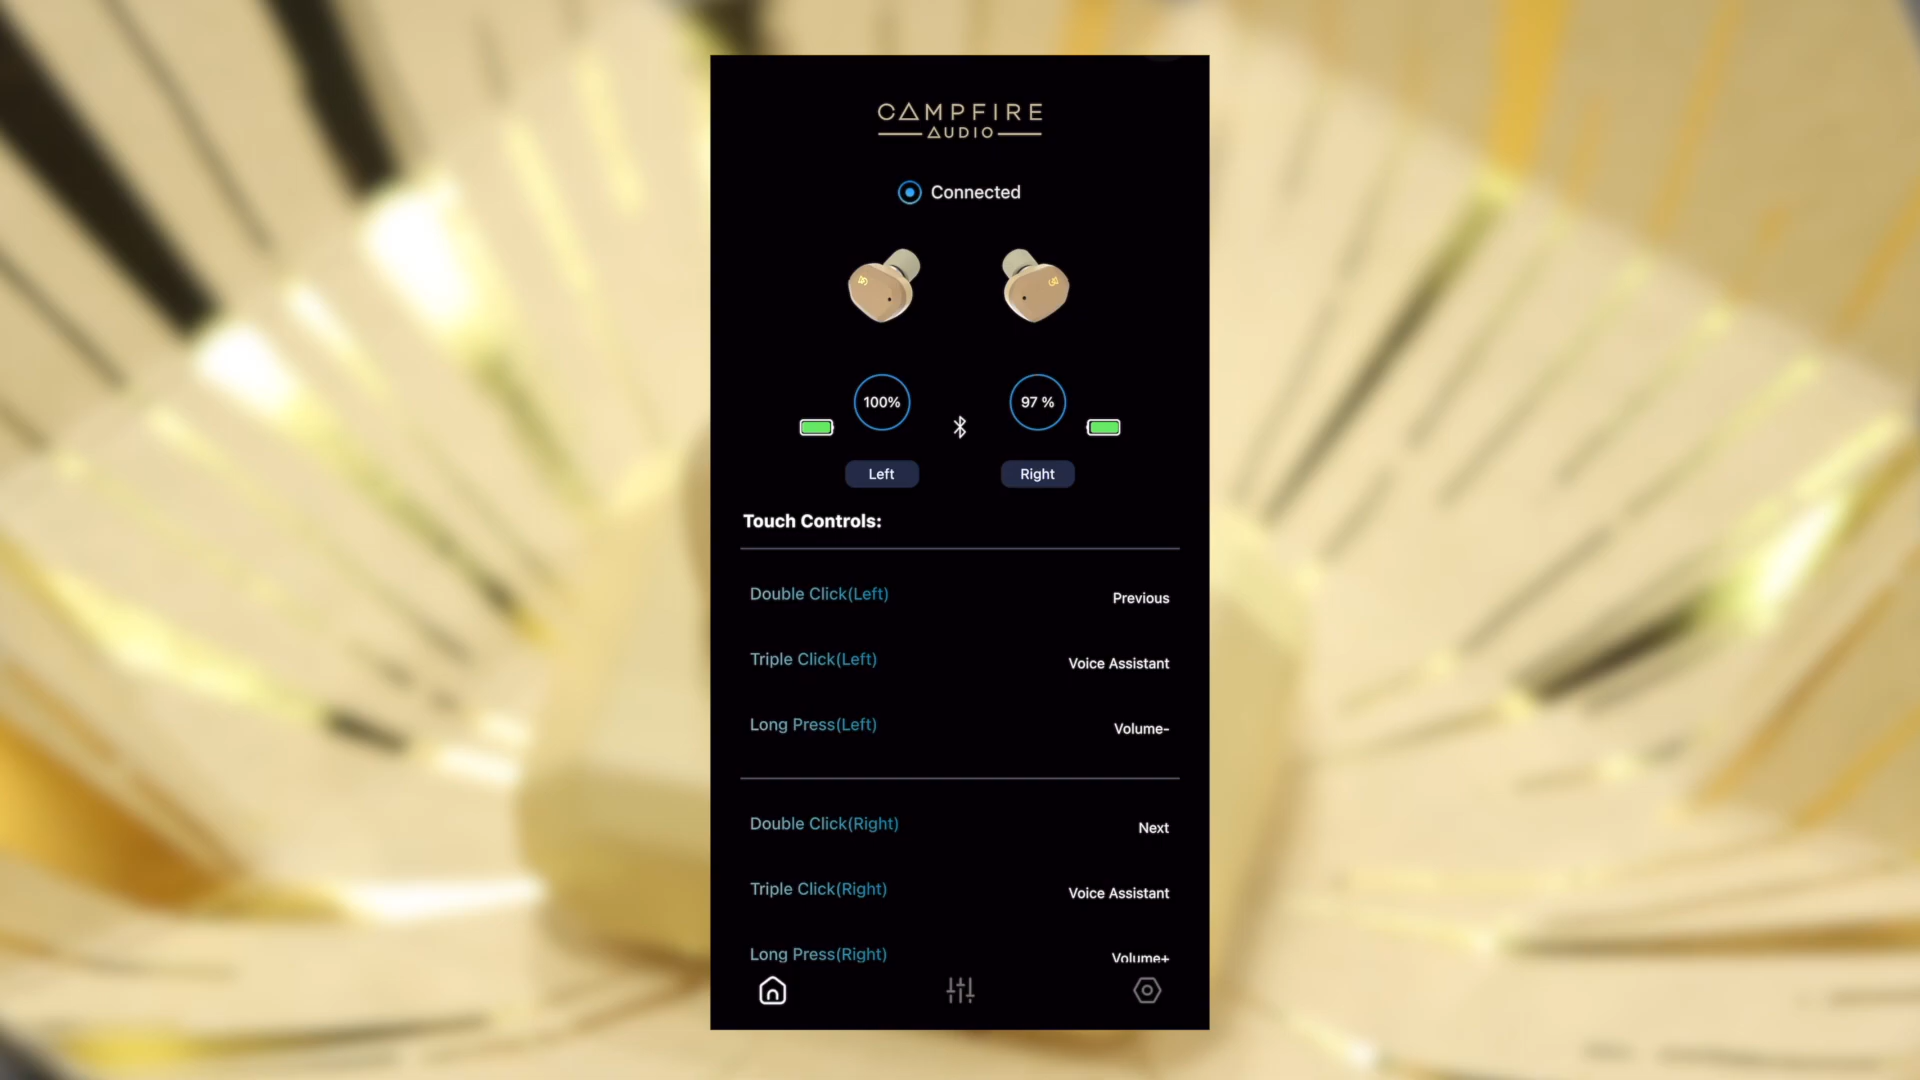 CAMPFIRE
AUDIO
Connected
100%
97 %
Left
Right
Touch Controls:
Double Click(Left)
Previous
Triple Click(Left)
Voice Assistant
Long Press(Left)
Volume-
Double Click(Right)
Next
Triple Click(Right)
Voice Assistant
Long Press(Right)
Volume+